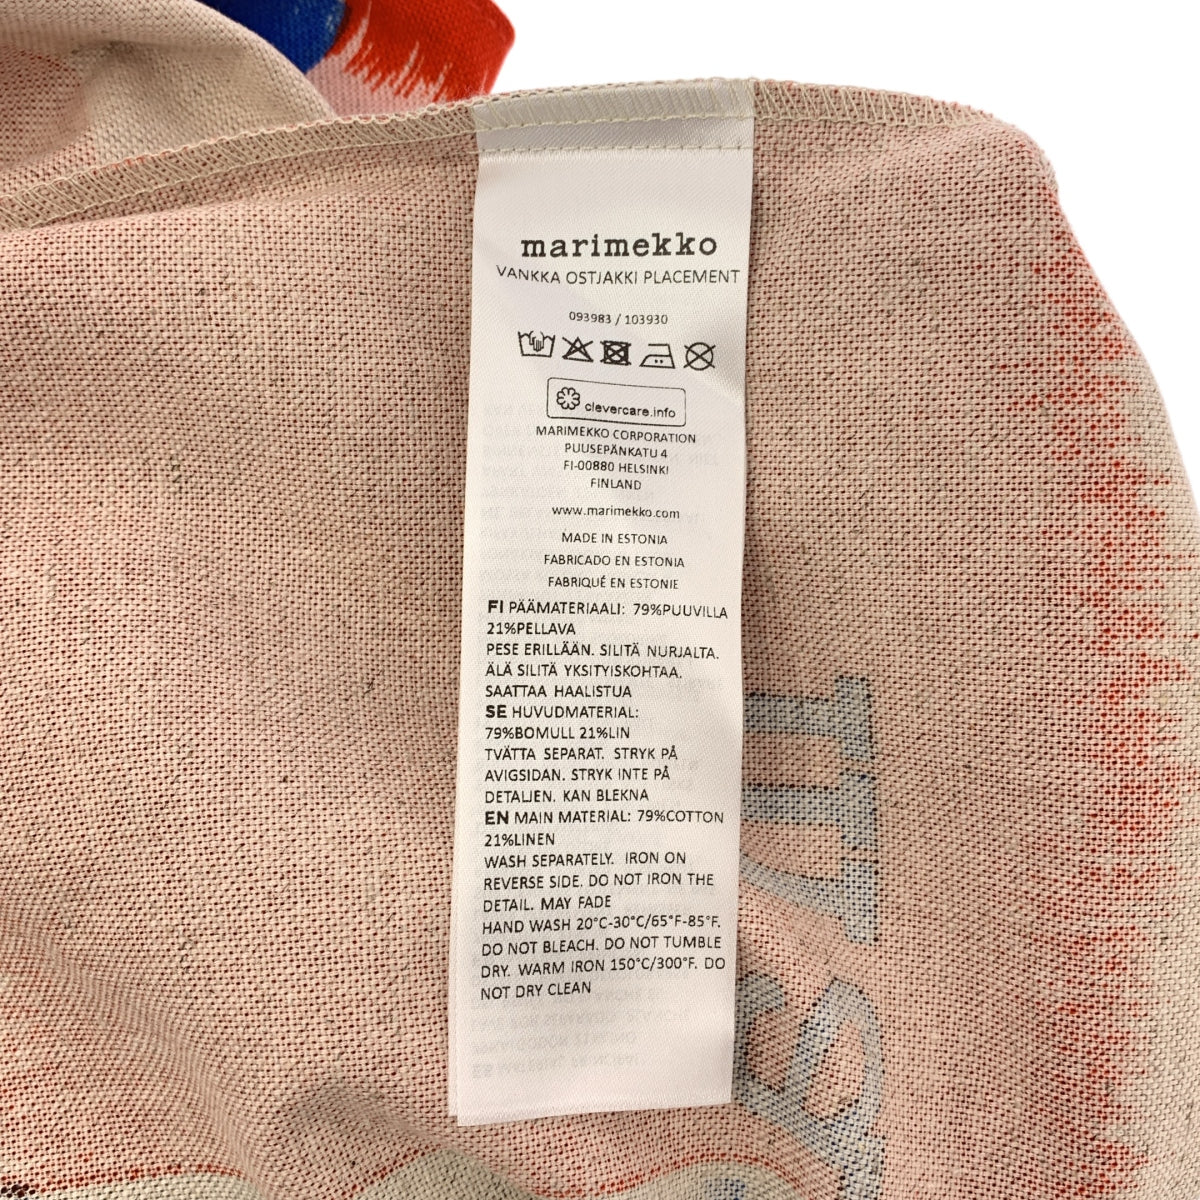 marimekko
VANKKA OSTJAKKI PLACEMENT
093983 / 103930
clevercare.info
MARIMEKKO CORPORATION
PUUSEPÄNKATU 4
FI-00880 HELSINKI
FINLAND
www.marimekko.com
MADE IN ESTONIA
FABRICADO EN ESTONIA
FABRIQUÉ EN ESTONIE
FI PÄÄMATERIAALI: 79%PUUVILLA
21%PELLAVA
PESE ERILLÄÄN. SILITÄ NURJALTA.
ÄLÄ SILITÄ YKSITYISKOHTAA.
SAATTAA HAALISTUA
SE HUVUDMATERIAL:
79%BOMULL 21%LIN
TVÄTTA SEPARAT. STRYK PÅ
AVIGSIDAN. STRYK INTE PÅ
DETALJEN. KAN BLEKNA
EN MAIN MATERIAL: 79%COTTON
21%LINEN
WASH SEPARATELY. IRON ON
REVERSE SIDE. DO NOT IRON THE
DETAIL. MAY FADE
HAND WASH 20°C-30°C/65°F-85°F.
DO NOT BLEACH. DO NOT TUMBLE
DRY. WARM IRON 150°C/300°F. DO
NOT DRY CLEAN